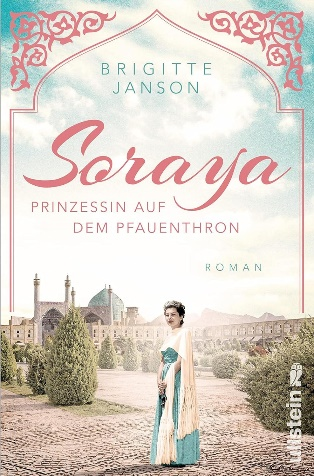 BRIGITTE
JANSON
Soraya
PRINZESSIN AUF
DEM PFAUENTHRON
ROMAN
ullstein